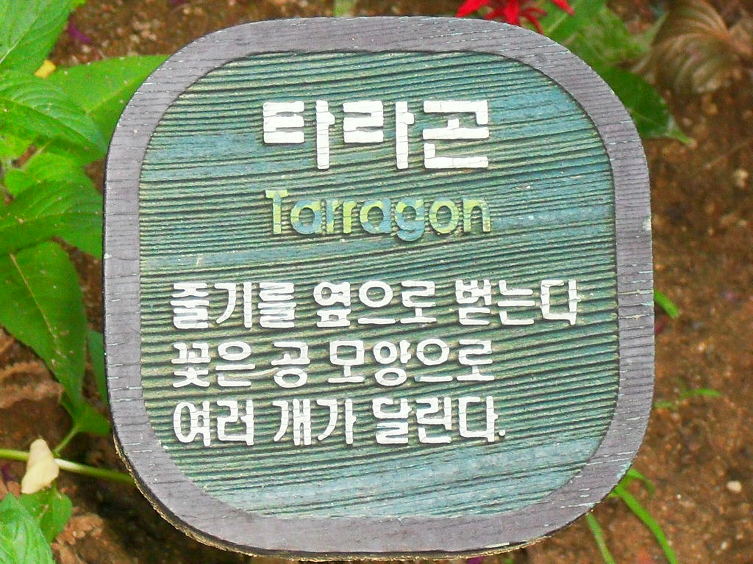 타라곤
Tarragon
줄기를 옆으로 벋는다
꽃은 공 모양으로
여러 개가 달린다.